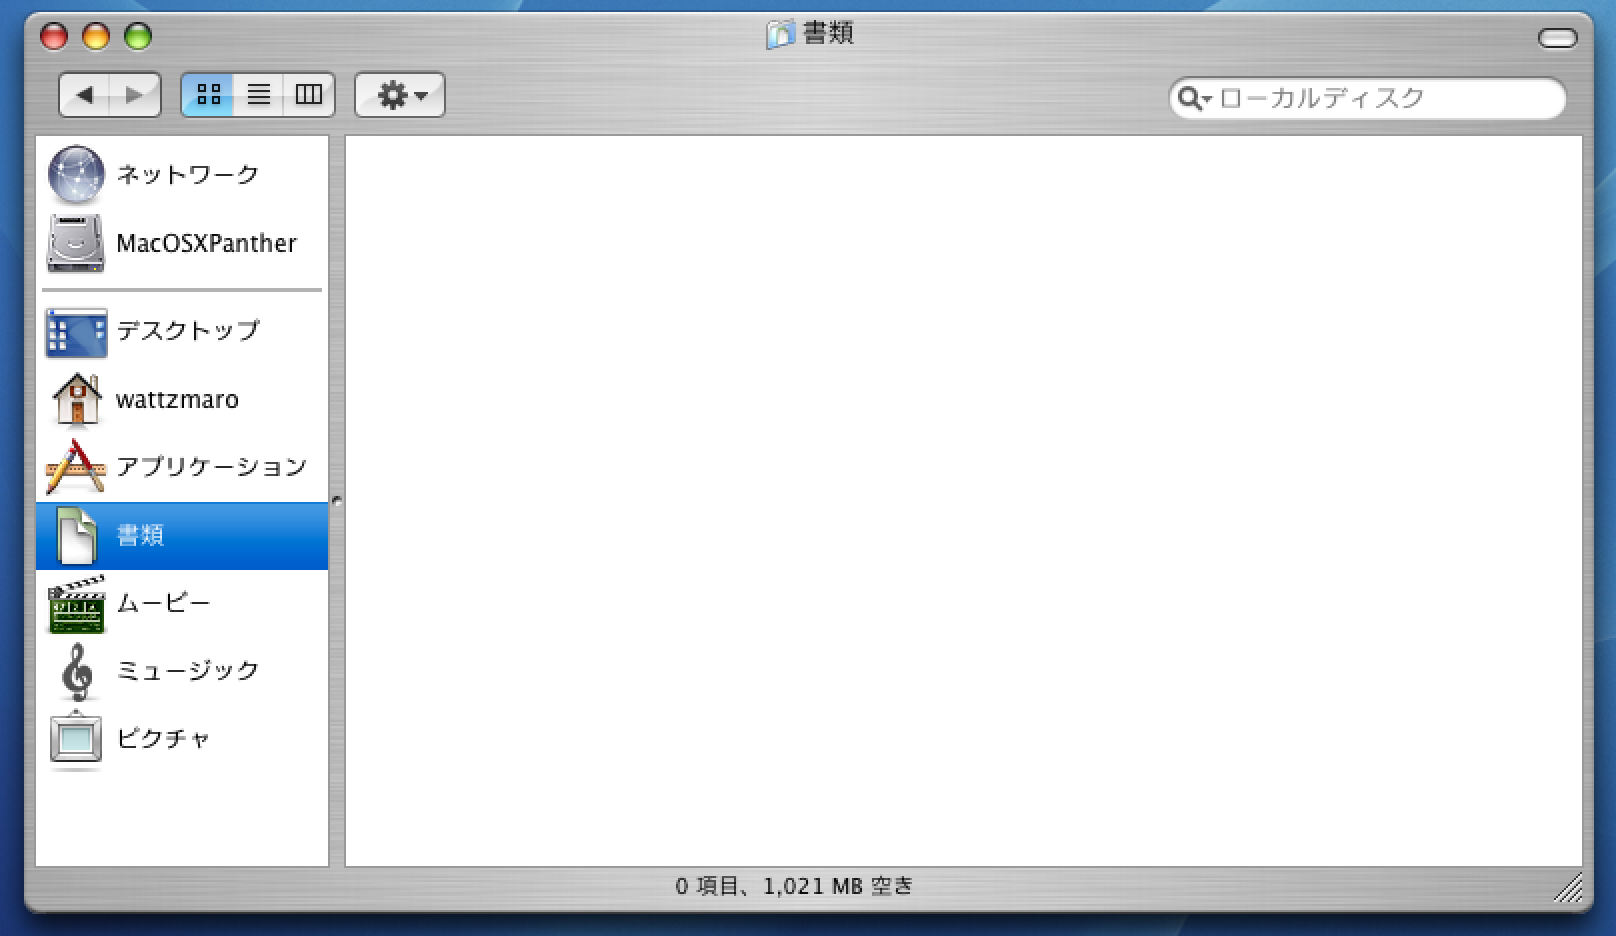 書類
ローカルディスク
ネットワーク
MacOSXPanther
デスクトップ
wattzmaro
アプリケーション
書類
ムービー
ミュージック
ピクチャ
0 項目、1,021 MB 空き